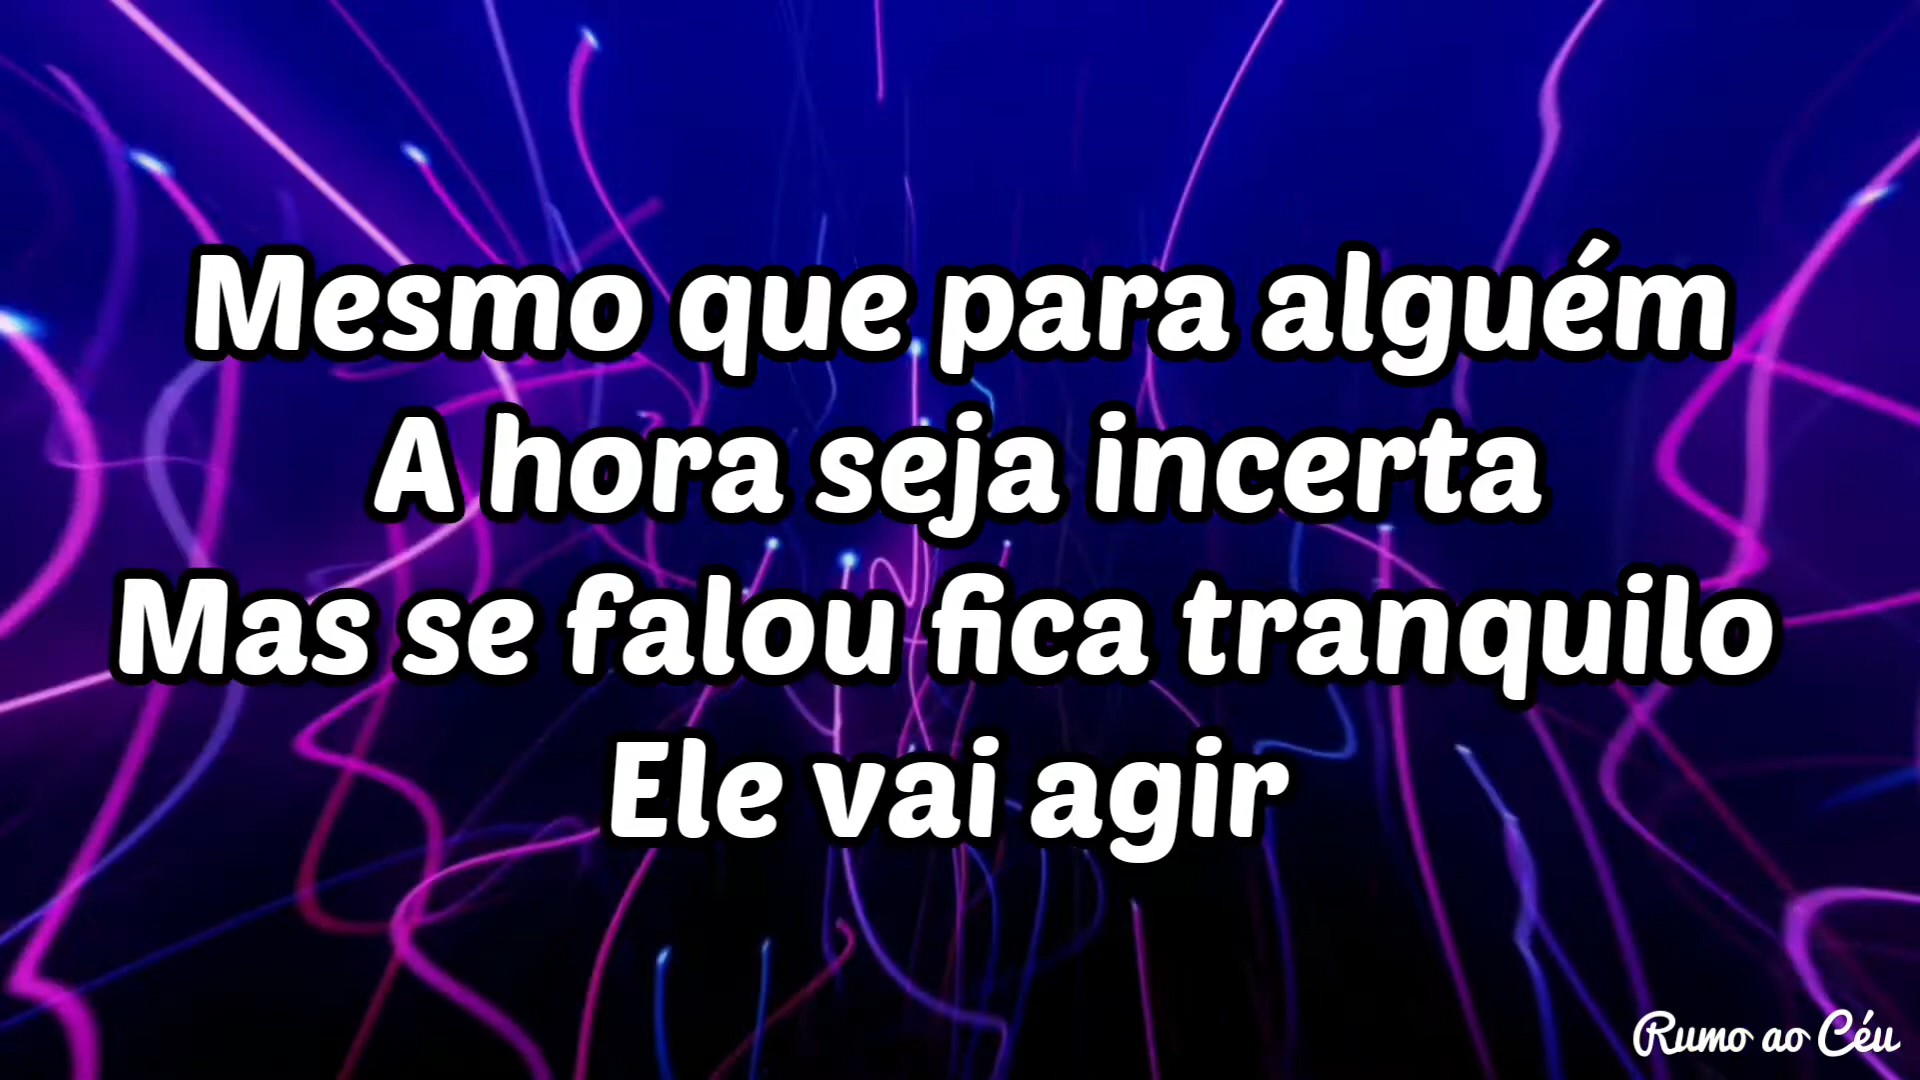 Mesmo que para alguém
A hora seja incerta
Mas se falou fica tranquilo
Ele vai agir
Rumo ao Céu